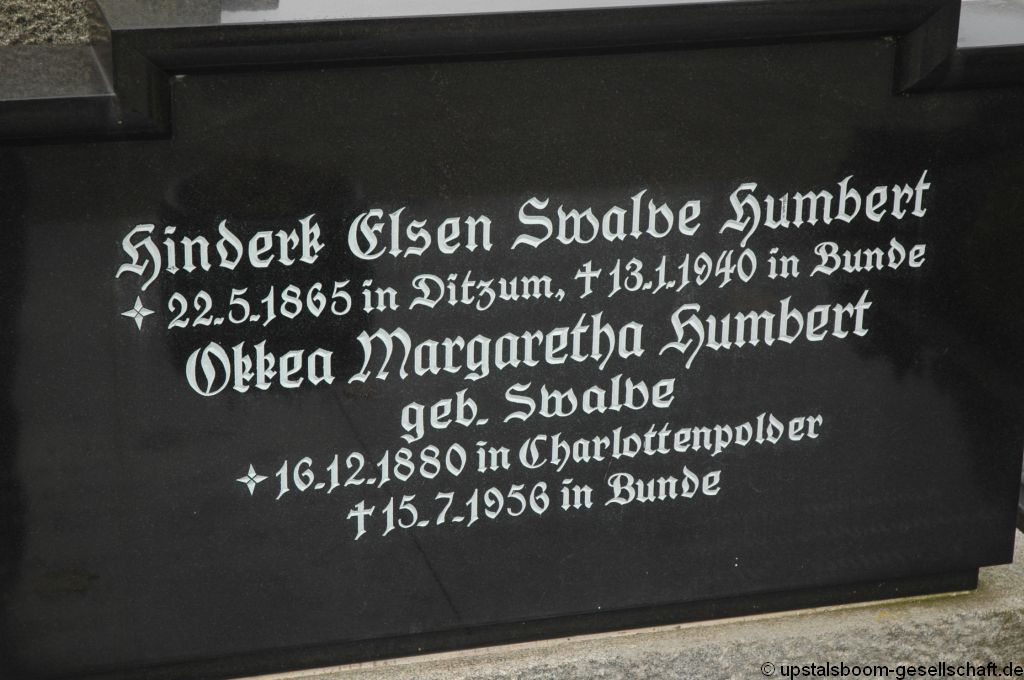 Hinderk Elsen Swalve Humbert
✧ 22.5.1865 in Ditzum, † 13.1.1940 in Bunde
Okkea Margaretha Humbert
geb. Swalve
✧ 16.12.1880 in Charlottenpolder
† 15.7.1956 in Bunde
© upstalsboom-gesellschaft.de